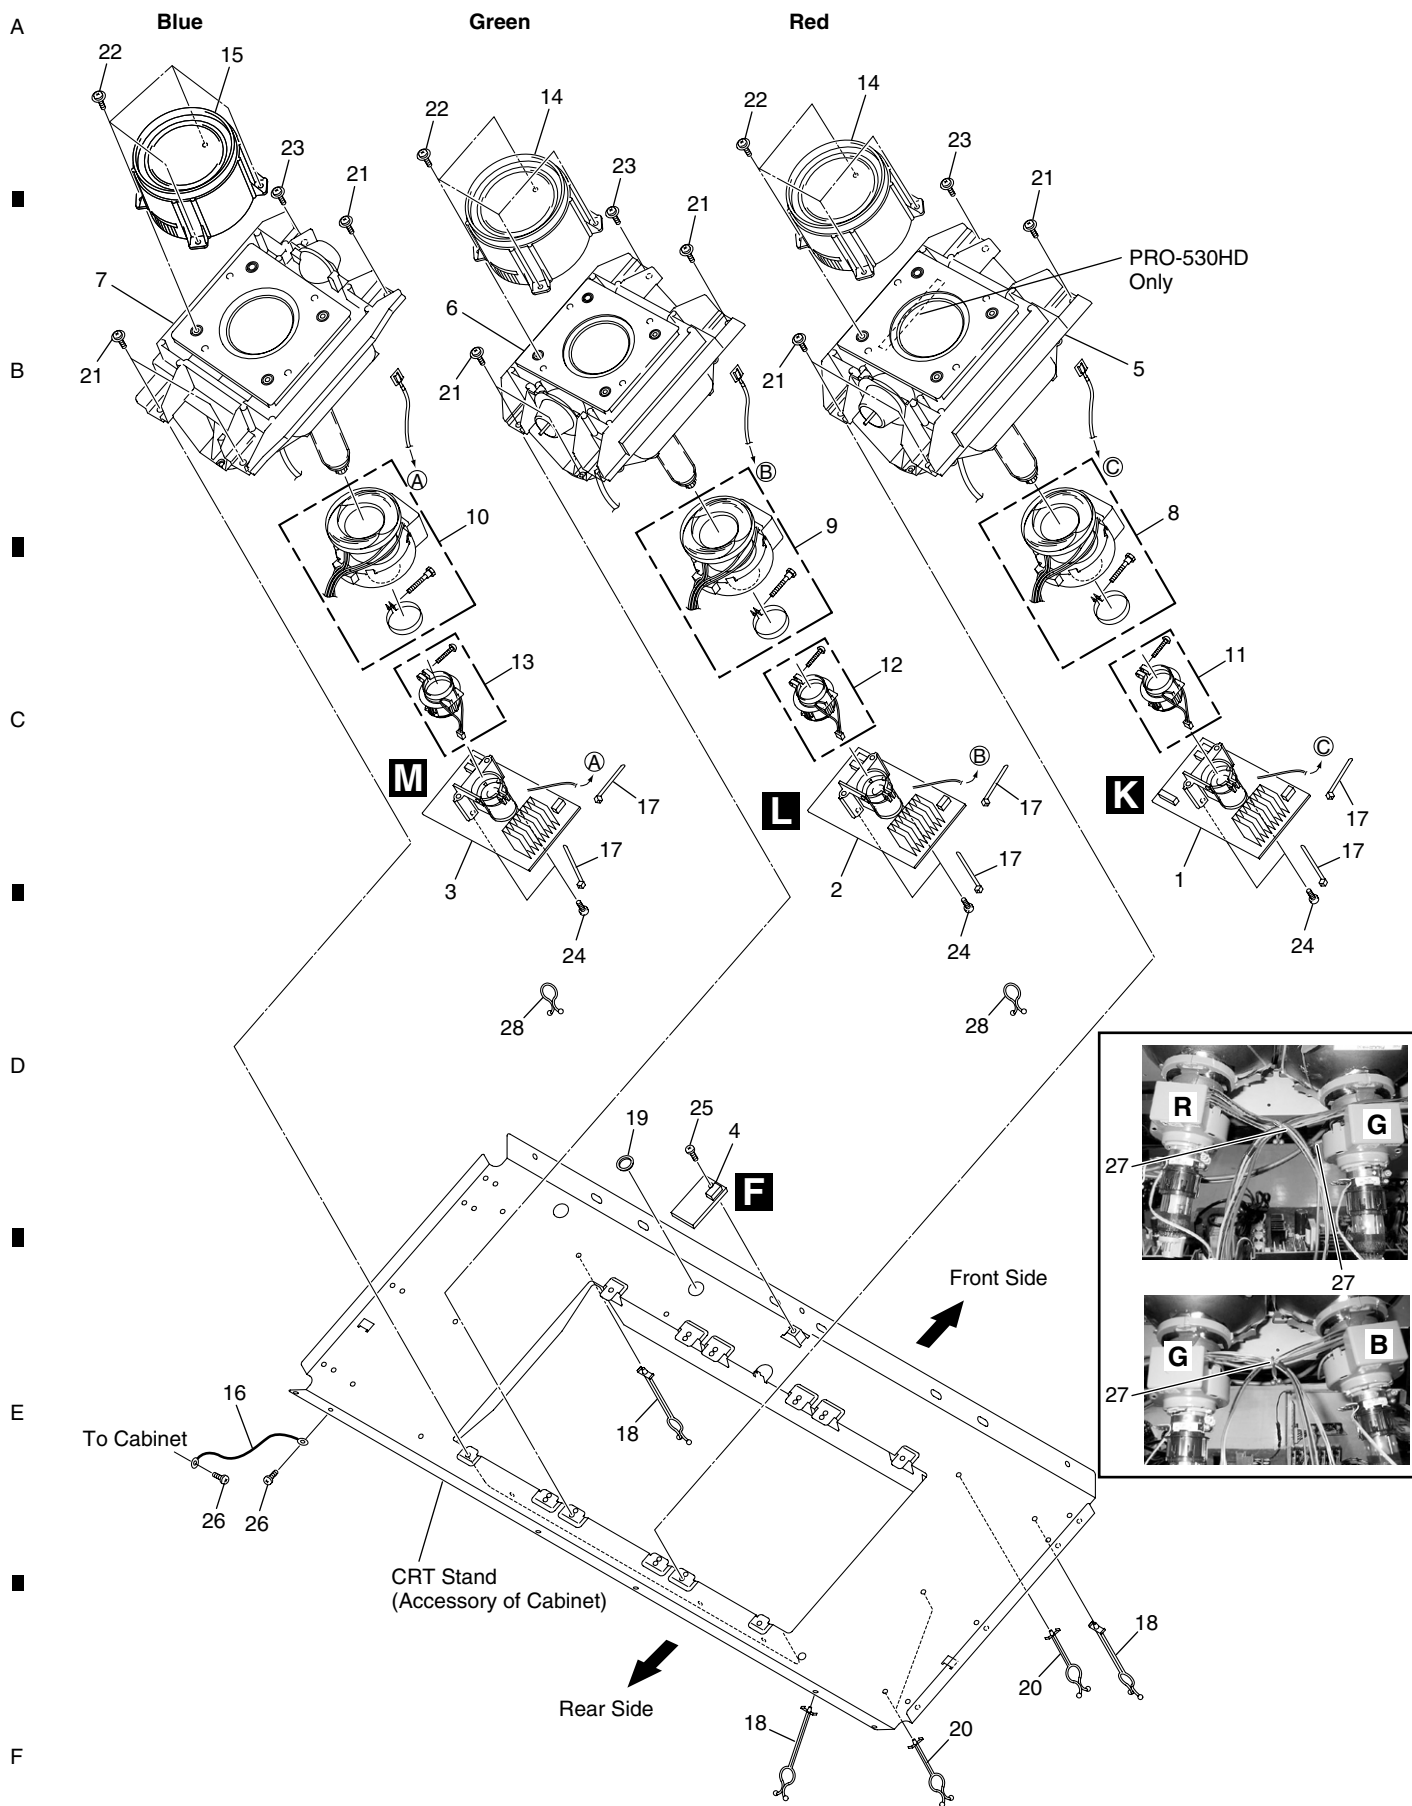 A
Blue
Green
Red
22
15
14
22
14
22
23
21
23
21
23
21
PRO-530HD
Only
7
6
5
B
21
21
21
A
B
C
10
9
8
13
12
11
C
M
A
17
L
B
17
K
C
17
3
17
2
17
1
17
24
24
24
28
28
D
R
G
27
27
G
B
27
19
25
4
F
Front Side
E
16
To Cabinet
26
26
18
CRT Stand
(Accessory of Cabinet)
18
20
Rear Side
18
20
F